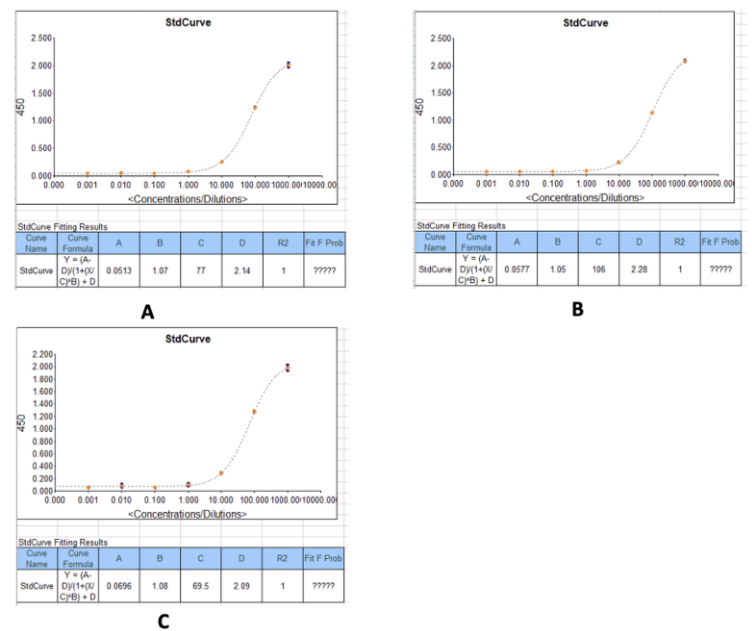 StdCurve
2.500
2.000
1.500
450
1.000
0.500
0.000
0.000 0.001 0.010 0.100 1.000 10.000 100.000 1000.00 10000.00
<Concentrations/Dilutions>
StdCurve Fitting Results
Curve Name Curve Formula A B C D R2 Fit F Prob
StdCurve Y = (A-
D)/(1+(X/
C)^B) + D
0.0513 1.07 77 2.14 1 ?????
A
StdCurve
2.500
2.000
1.500
450
1.000
0.500
0.000
0.000 0.001 0.010 0.100 1.000 10.000 100.000 1000.00 10000.00
<Concentrations/Dilutions>
StdCurve Fitting Results
Curve Name Curve Formula A B C D R2 Fit F Prob
StdCurve Y = (A-
D)/(1+(X/
C)^B) + D
0.0577 1.05 106 2.28 1 ?????
B
StdCurve
2.200
2.000
1.800
1.600
1.400
1.200
450
1.000
0.800
0.600
0.400
0.200
0.000
0.000 0.001 0.010 0.100 1.000 10.000 100.000 1000.00 10000.00
<Concentrations/Dilutions>
StdCurve Fitting Results
Curve Name Curve Formula A B C D R2 Fit F Prob
StdCurve Y = (A-
D)/(1+(X/
C)^B) + D
0.0696 1.08 69.5 2.09 1 ?????
C